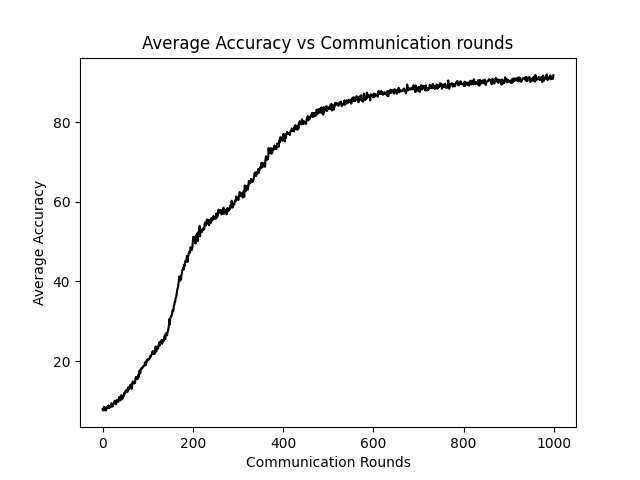 Average Accuracy vs Communication rounds
Average Accuracy
80
60
40
20
0 200 400 600 800 1000
Communication Rounds